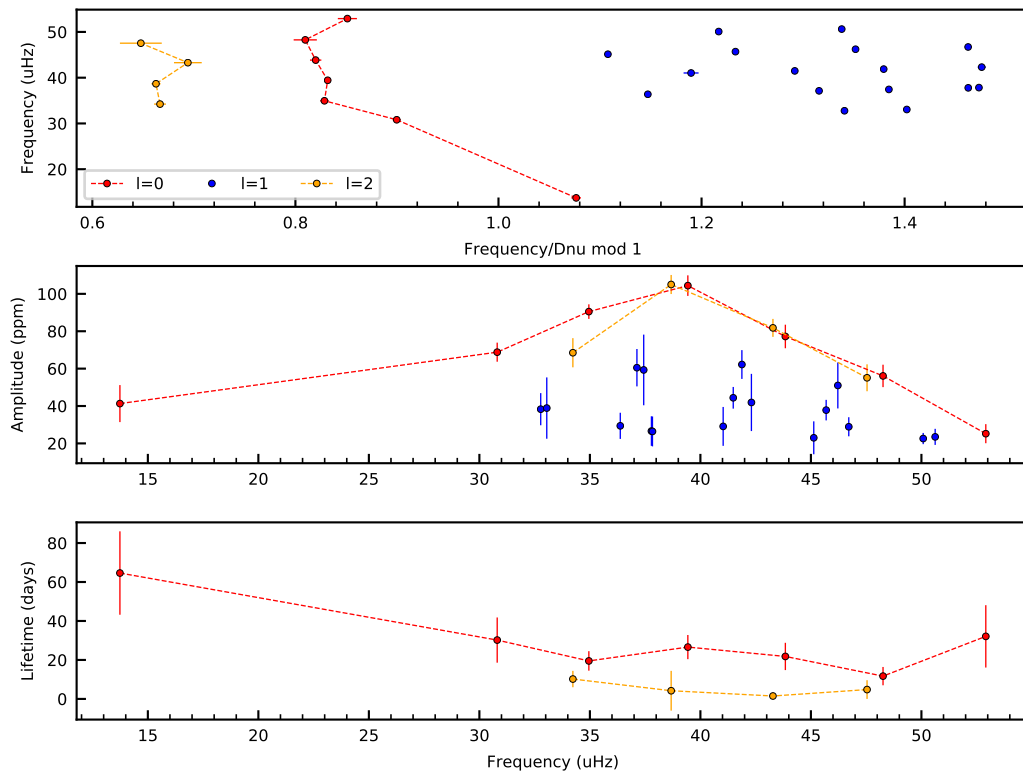 Frequency (uHz)
50
40
30
20
l=0 l=1 l=2
0.6 0.8 1.0 1.2 1.4
Frequency/Dnu mod 1
Amplitude (ppm)
100
80
60
40
20
15 20 25 30 35 40 45 50
Lifetime (days)
80
60
40
20
0
15 20 25 30 35 40 45 50
Frequency (uHz)